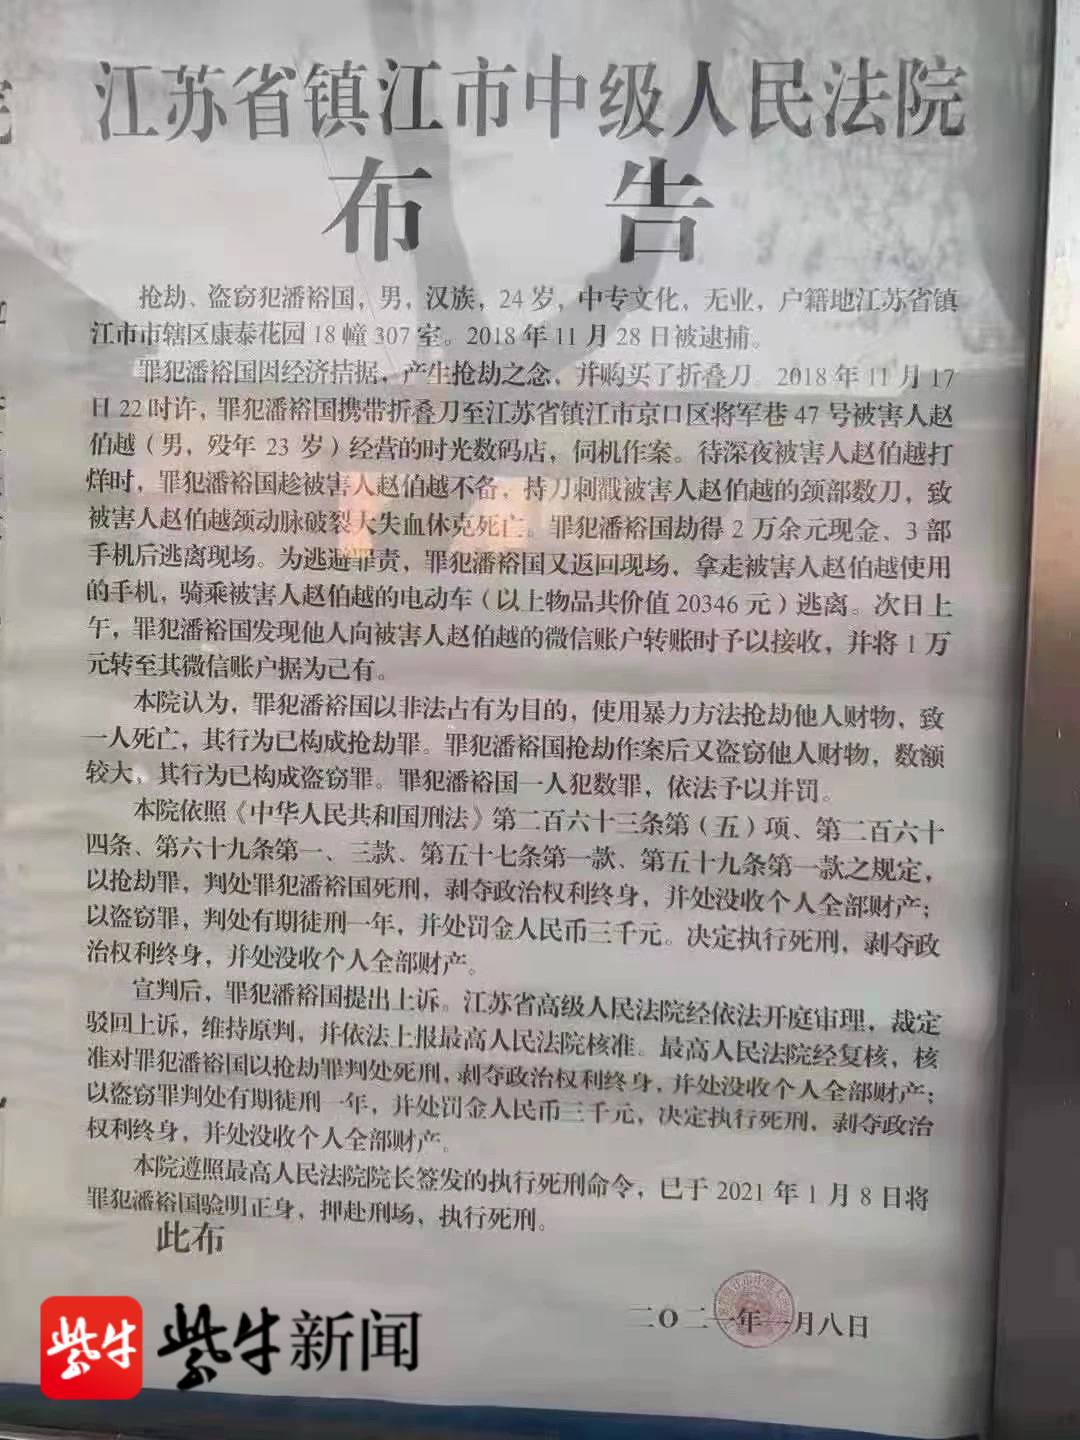 江苏省镇江市中级人民法院
布 告
抢劫、盗窃犯潘裕国，男，汉族，24岁，中专文化，无业，户籍地江苏省镇
江市市辖区康泰花园18幢307室。2018年11月28日被逮捕。
罪犯潘裕国因经济拮据，产生抢劫之念，并购买了折叠刀。2018年11月17
日22时许，罪犯潘裕国携带折叠刀至江苏省镇江市京口区将军巷47号被害人赵
伯越（男，殁年23岁）经营的时光数码店，伺机作案。待深夜被害人赵伯越打
烊时，罪犯潘裕国趁被害人赵伯越不备，持刀刺戳被害人赵伯越的颈部数刀，致
被害人赵伯越颈动脉破裂大失血休克死亡。罪犯潘裕国劫得2万余元现金、3部
手机后逃离现场。为逃避罪责，罪犯潘裕国又返回现场，拿走被害人赵伯越使用
的手机，骑乘被害人赵伯越的电动车（以上物品共价值20346元）逃离。次日上
午，罪犯潘裕国发现他人向被害人赵伯越的微信账户转账时予以接收，并将1万
元转至其微信账户据为己有。
本院认为，罪犯潘裕国以非法占有为目的，使用暴力方法抢劫他人财物，致
一人死亡，其行为已构成抢劫罪。罪犯潘裕国抢劫作案后又盗窃他人财物，数额
较大，其行为已构成盗窃罪。罪犯潘裕国一人犯数罪，依法予以并罚。
本院依照《中华人民共和国刑法》第二百六十三条第（五）项、第二百六十
四条、第六十九条第一、三款、第五十七条第一款、第五十九条第一款之规定，
以抢劫罪，判处罪犯潘裕国死刑，剥夺政治权利终身，并处没收个人全部财产；
以盗窃罪，判处有期徒刑一年，并处罚金人民币三千元。决定执行死刑，剥夺政
治权利终身，并处没收个人全部财产。
宣判后，罪犯潘裕国提出上诉。江苏省高级人民法院经依法开庭审理，裁定
驳回上诉，维持原判，并依法上报最高人民法院核准。最高人民法院经复核，核
准对罪犯潘裕国以抢劫罪判处死刑，剥夺政治权利终身，并处没收个人全部财产；
以盗窃罪判处有期徒刑一年，并处罚金人民币三千元，决定执行死刑，剥夺政治
权利终身，并处没收个人全部财产。
本院遵照最高人民法院院长签发的执行死刑命令，已于2021年1月8日将
罪犯潘裕国验明正身，押赴刑场，执行死刑。
此布
二〇二一年一月八日
紫牛 紫牛新闻